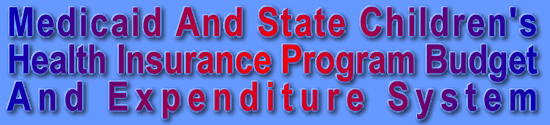 Medicaid And State Children's
Health Insurance Program Budget
And Expenditure System